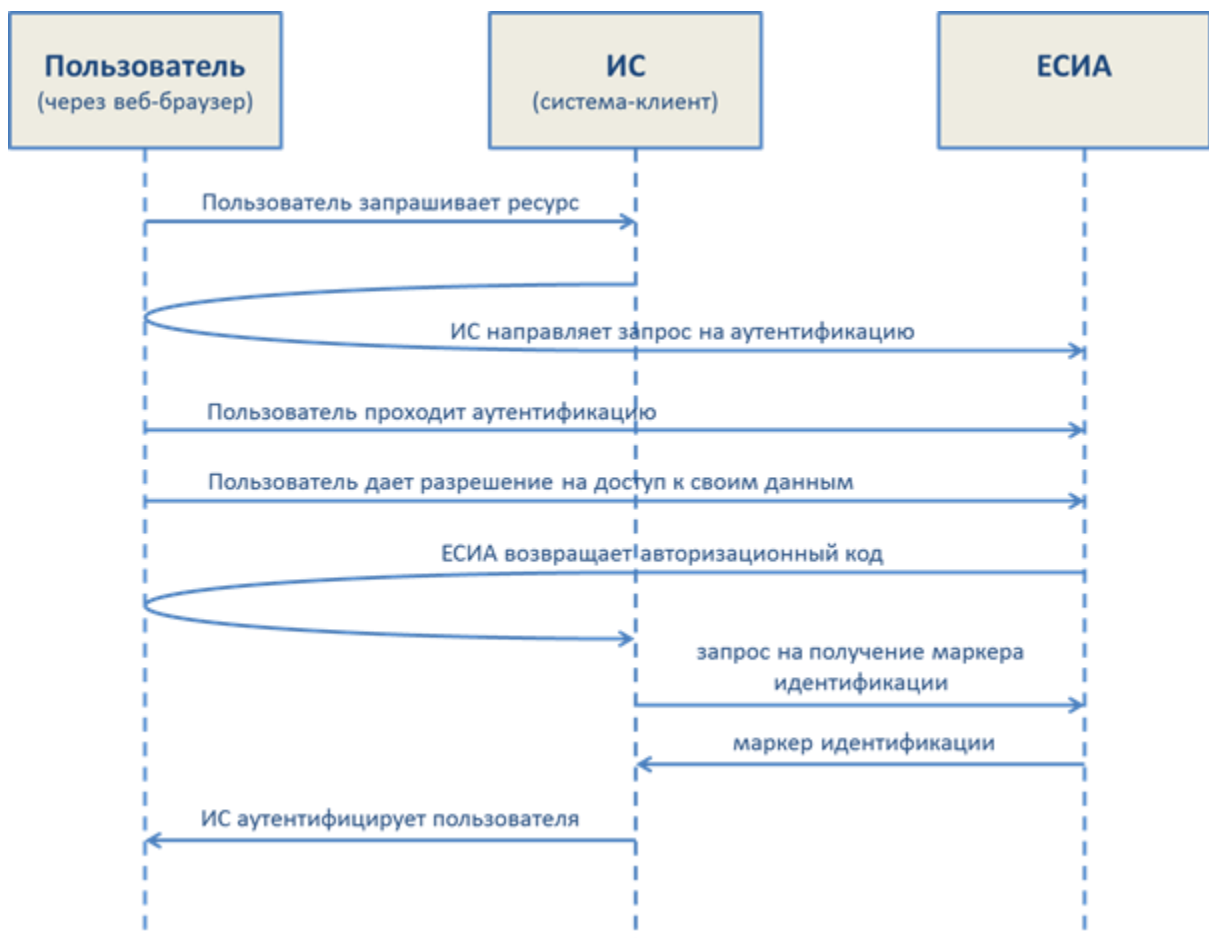 Пользователь
(через веб-браузер)
ИС
(система-клиент)
ЕСИА
Пользователь запрашивает ресурс
ИС направляет запрос на аутентификацию
Пользователь проходит аутентификацию
Пользователь дает разрешение на доступ к своим данным
ЕСИА возвращает авторизационный код
запрос на получение маркера
идентификации
маркер идентификации
ИС аутентифицирует пользователя